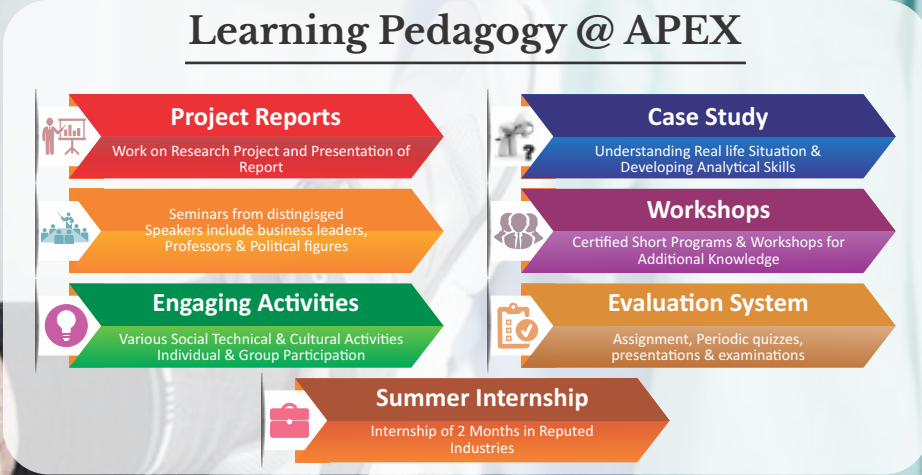 Learning Pedagogy @ APEX
Project Reports
Work on Research Project and Presentation of
Report
Case Study
Understanding Real life Situation &
Developing Analytical Skills
Seminars from distingisged
Speakers include business leaders,
Professors & Political figures
Workshops
Certified Short Programs & Workshops for
Additional Knowledge
Engaging Activities
Various Social Technical & Cultural Activities
Individual & Group Participation
Evaluation System
Assignment, Periodic quizzes,
presentations & examinations
Summer Internship
Internship of 2 Months in Reputed
Industries